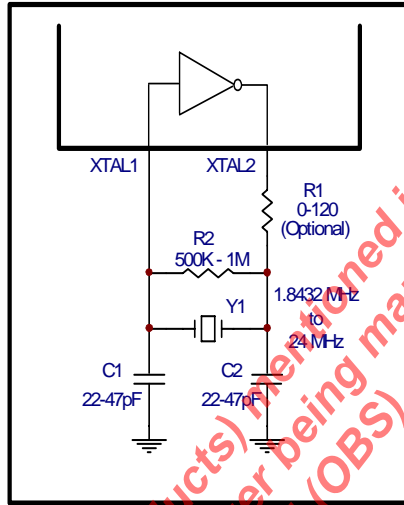 XTAL1
XTAL2
R1
0-120
(Optional)
R2
500K - 1M
Y1
1.8432 MHz
to
24 MHz
C1
22-47pF
C2
22-47pF
ucts) mentioned i
er being ma
(OBS)